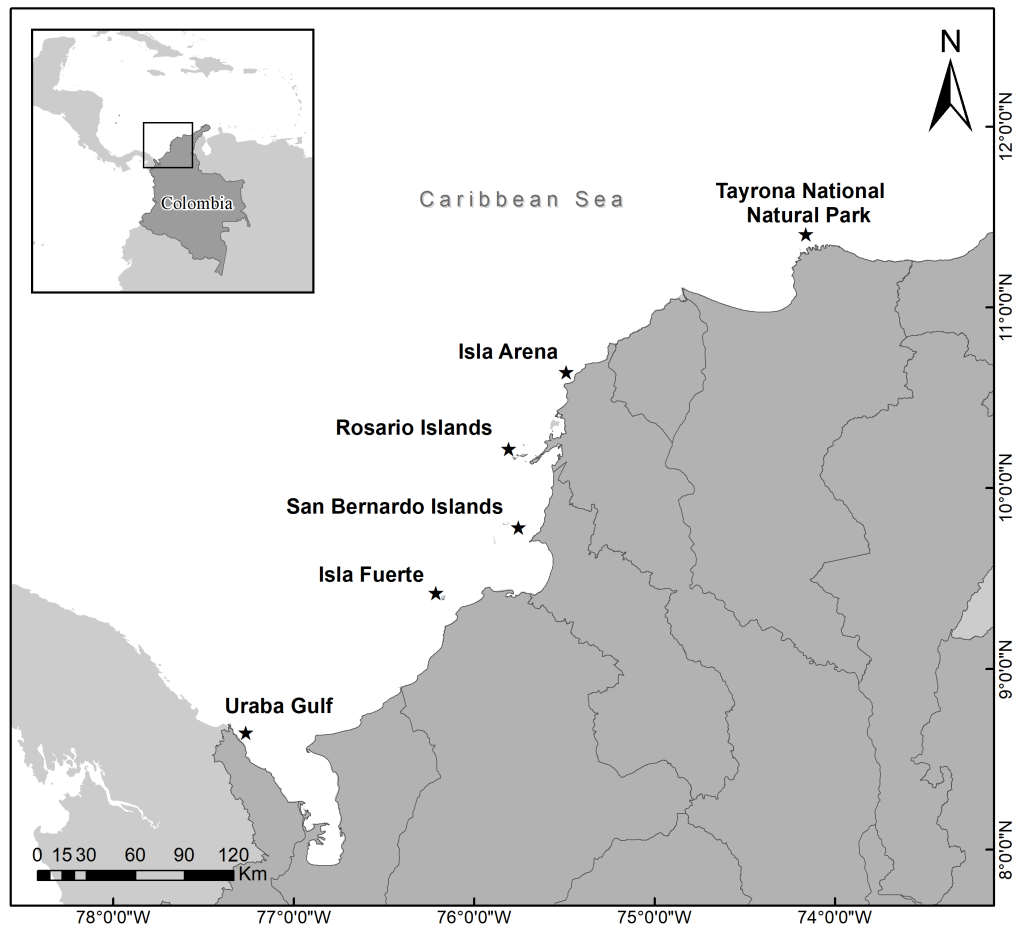 N
Colombia
Caribbean Sea
Tayrona National
Natural Park
Isla Arena
Rosario Islands
San Bernardo Islands
Isla Fuerte
Uraba Gulf
12°0'0"N
11°0'0"N
10°0'0"N
9°0'0"N
8°0'0"N
0 15 30 60 90 120
Km
78°0'0"W 77°0'0"W 76°0'0"W 75°0'0"W 74°0'0"W